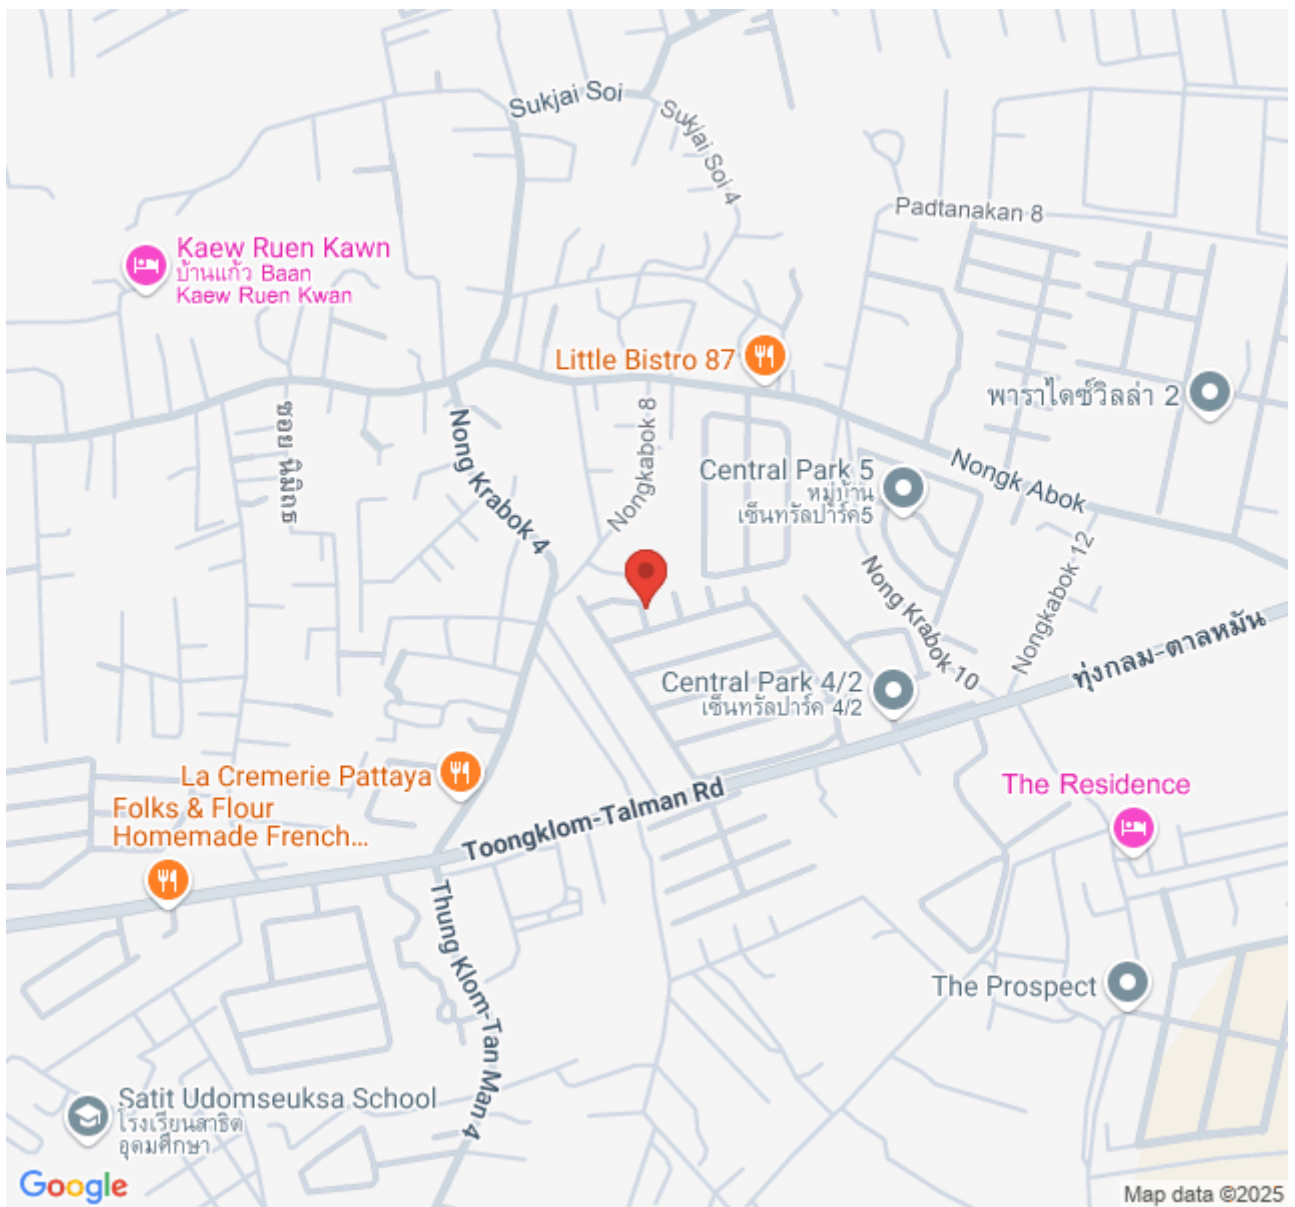 Sukjai Soi
Sukjai Soi 4
Padtanakan 8
Kaew Ruen Kawn
บ้านแก้ว Baan
Kaew Ruen Kwan
Little Bistro 87
พาราไดซ์วิลล่า 2
ซอย นิมิถร
Nong Krabok 4
Nongkabok 8
Central Park 5
หมู่บ้าน
เซ็นทรัลปาร์ค5
Nongk Abok
Nong Krabok 10
Nongkabok 12
ทุ่งกลม-ตาลหมัน
Central Park 4/2
เซ็นทรัลปาร์ค 4/2
La Cremerie Pattaya
Folks & Flour
Homemade French...
Toongklom-Talman Rd
The Residence
Thung Klom-Tan Man 4
The Prospect
Satit Udomseuksa School
โรงเรียนสาธิต
อุดมศึกษา
Google
Map data ©2025